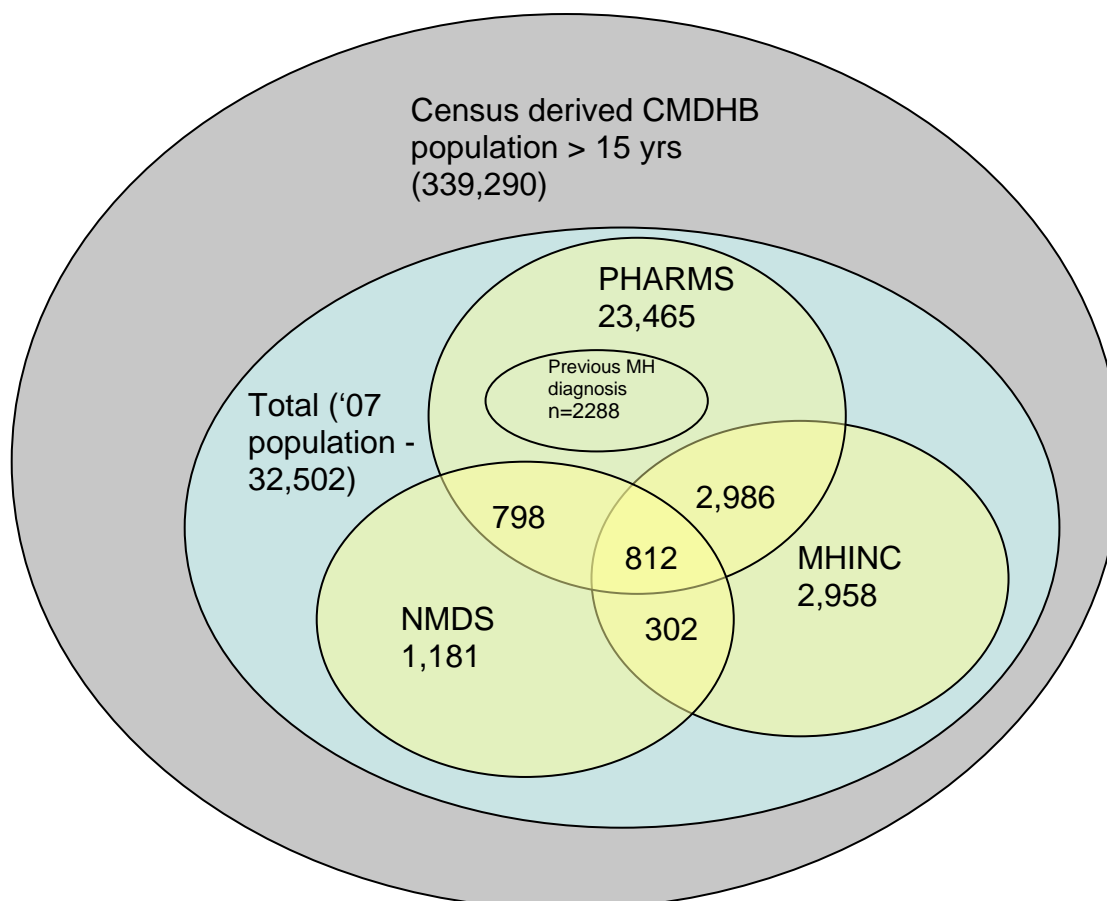 Census derived CMDHB
population > 15 yrs
(339,290)
PHARMS
23,465
Previous MH
diagnosis
n=2288
Total (‘07
population -
32,502)
798
2,986
812
MHINC
2,958
NMDS
1,181
302